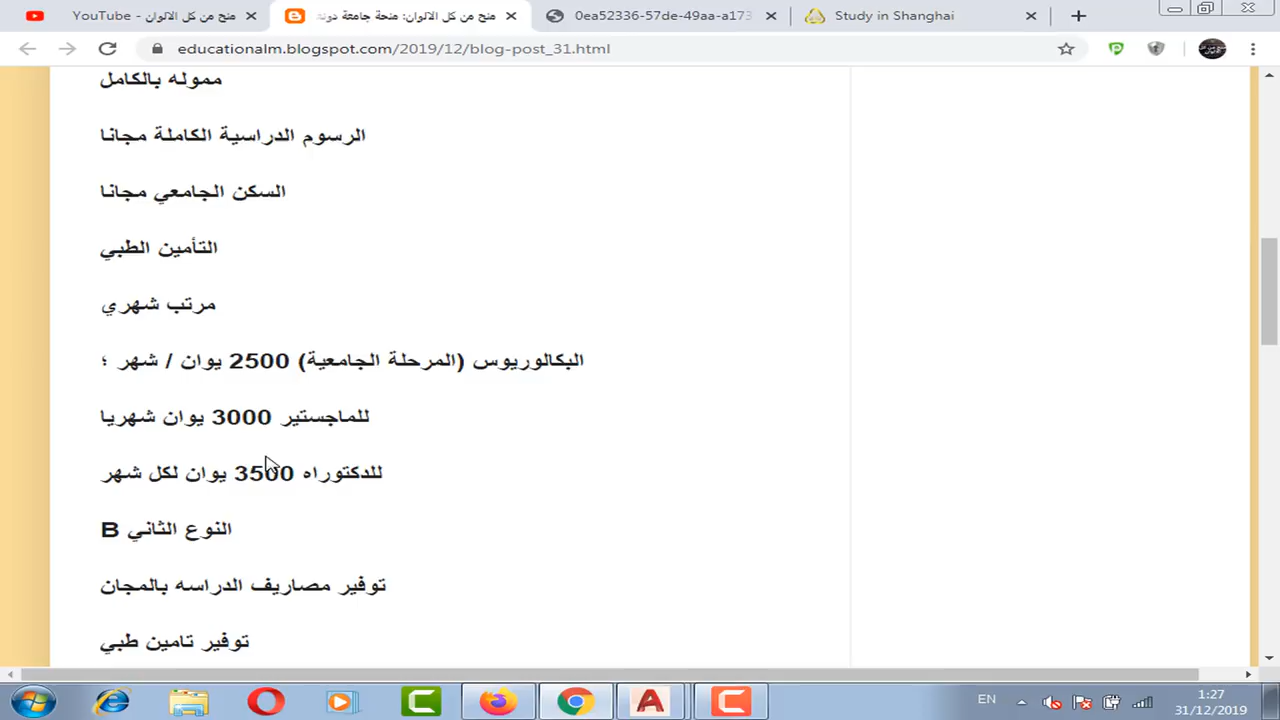 منح من كل الالوان - YouTube
منح من كل الالوان: منحة جامعة دونغ
0ea52336-57de-49aa-a173
Study in Shanghai
educationalm.blogspot.com/2019/12/blog-post_31.html
مموله بالكامل
الرسوم الدراسية الكاملة مجانا
السكن الجامعي مجانا
التأمين الطبي
مرتب شهري
البكالوريوس (المرحلة الجامعية) 2500 يوان / شهر ؛
للماجستير 3000 يوان شهريا
للدكتوراه 3500 يوان لكل شهر
النوع الثاني B
توفير مصاريف الدراسه بالمجان
توفير تامين طبي
EN
1:27
31/12/2019